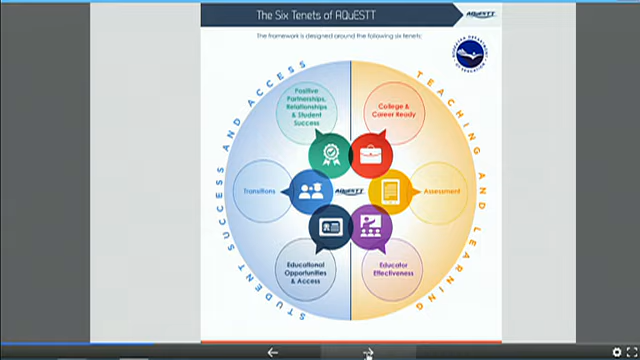 The Six Tenets of AQuESTT
AQuESTT
The framework is designed around the following six tenets:
STUDENT SUCCESS AND ACCESS
TEACHING AND LEARNING
Positive
Partnerships,
Relationships
& Student
Success
College &
Career Ready
Transitions
AQuESTT
Assessment
Educational
Opportunities
& Access
Educator
Effectiveness